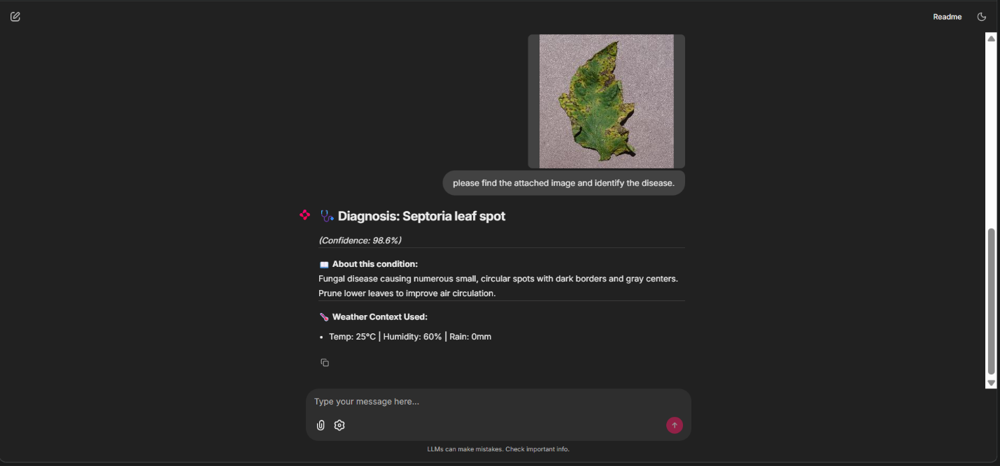 Readme
please find the attached image and identify the disease.
🩺 Diagnosis: Septoria leaf spot
(Confidence: 98.6%)
📖 About this condition:
Fungal disease causing numerous small, circular spots with dark borders and gray centers.
Prune lower leaves to improve air circulation.
🌡️ Weather Context Used:
• Temp: 25°C | Humidity: 60% | Rain: 0mm
Type your message here...
LLMs can make mistakes. Check important info.